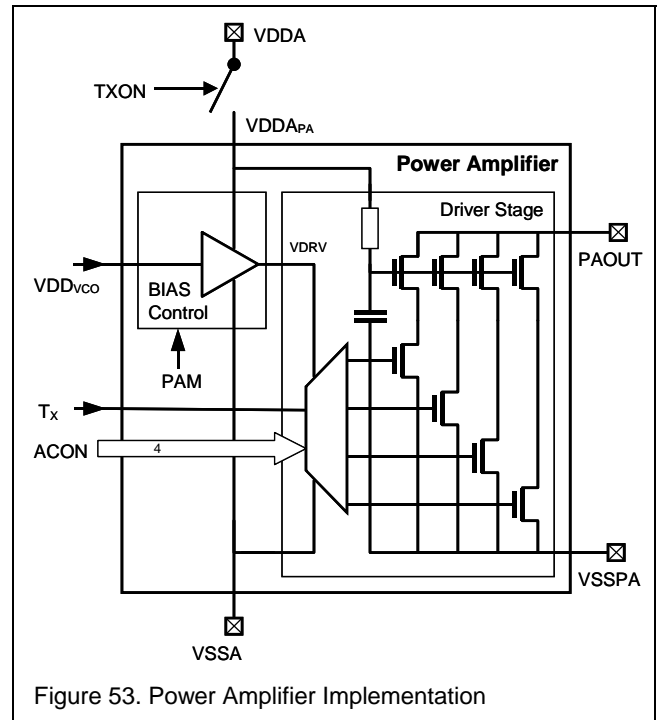 VDDA
TXON
VDDAPA
Power Amplifier
Driver Stage
VDRV
PAOUT
VDDVCO
BIAS
Control
PAM
TX
ACON
4
VSSPA
VSSA
Figure 53. Power Amplifier Implementation